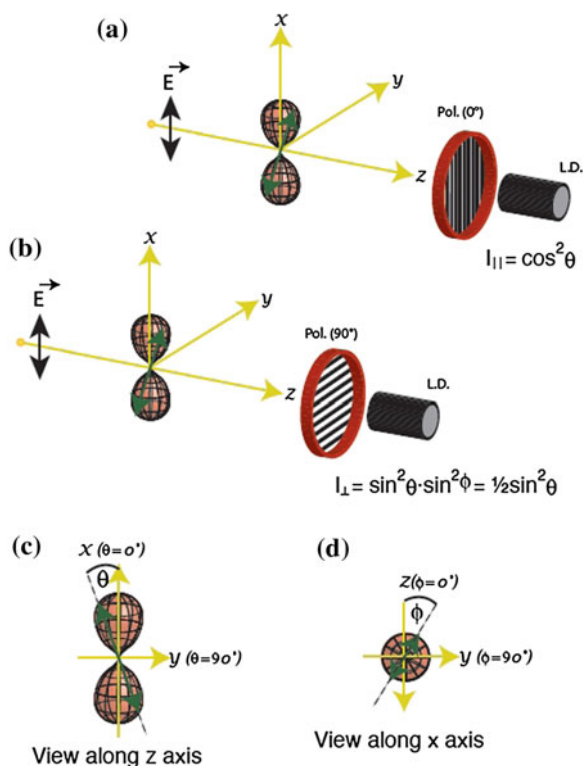 (a)
x
E
y
Pol. (0°)
z
L.D.
I|| = cos²θ
(b)
x
E
y
Pol. (90°)
z
L.D.
I⊥ = sin²θ·sin²ϕ = ½sin²θ
(c)
x (θ=0°)
θ
y (θ=90°)
View along z axis
(d)
z(ϕ=0°)
ϕ
y (ϕ=90°)
View along x axis